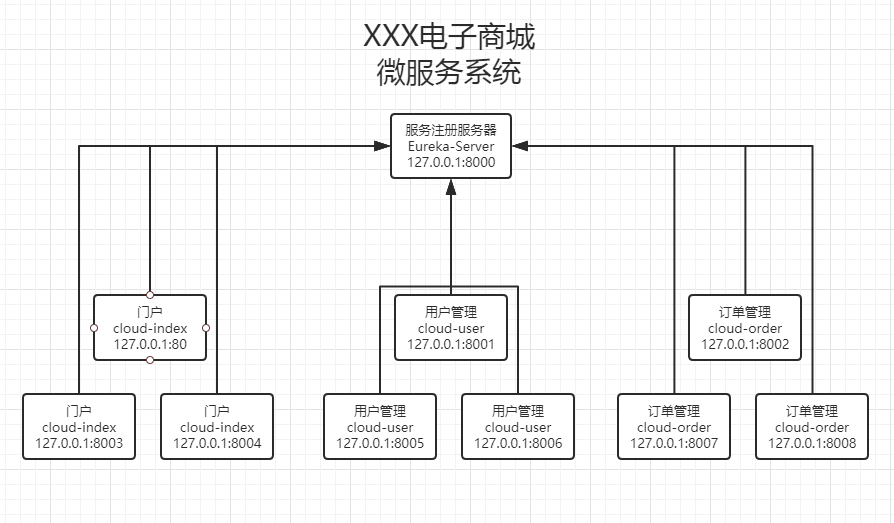 XXX电子商城
微服务系统
服务注册服务器
Eureka-Server
127.0.0.1:8000
门户
cloud-index
127.0.0.1:80
用户管理
cloud-user
127.0.0.1:8001
订单管理
cloud-order
127.0.0.1:8002
门户
cloud-index
127.0.0.1:8003
门户
cloud-index
127.0.0.1:8004
用户管理
cloud-user
127.0.0.1:8005
用户管理
cloud-user
127.0.0.1:8006
订单管理
cloud-order
127.0.0.1:8007
订单管理
cloud-order
127.0.0.1:8008